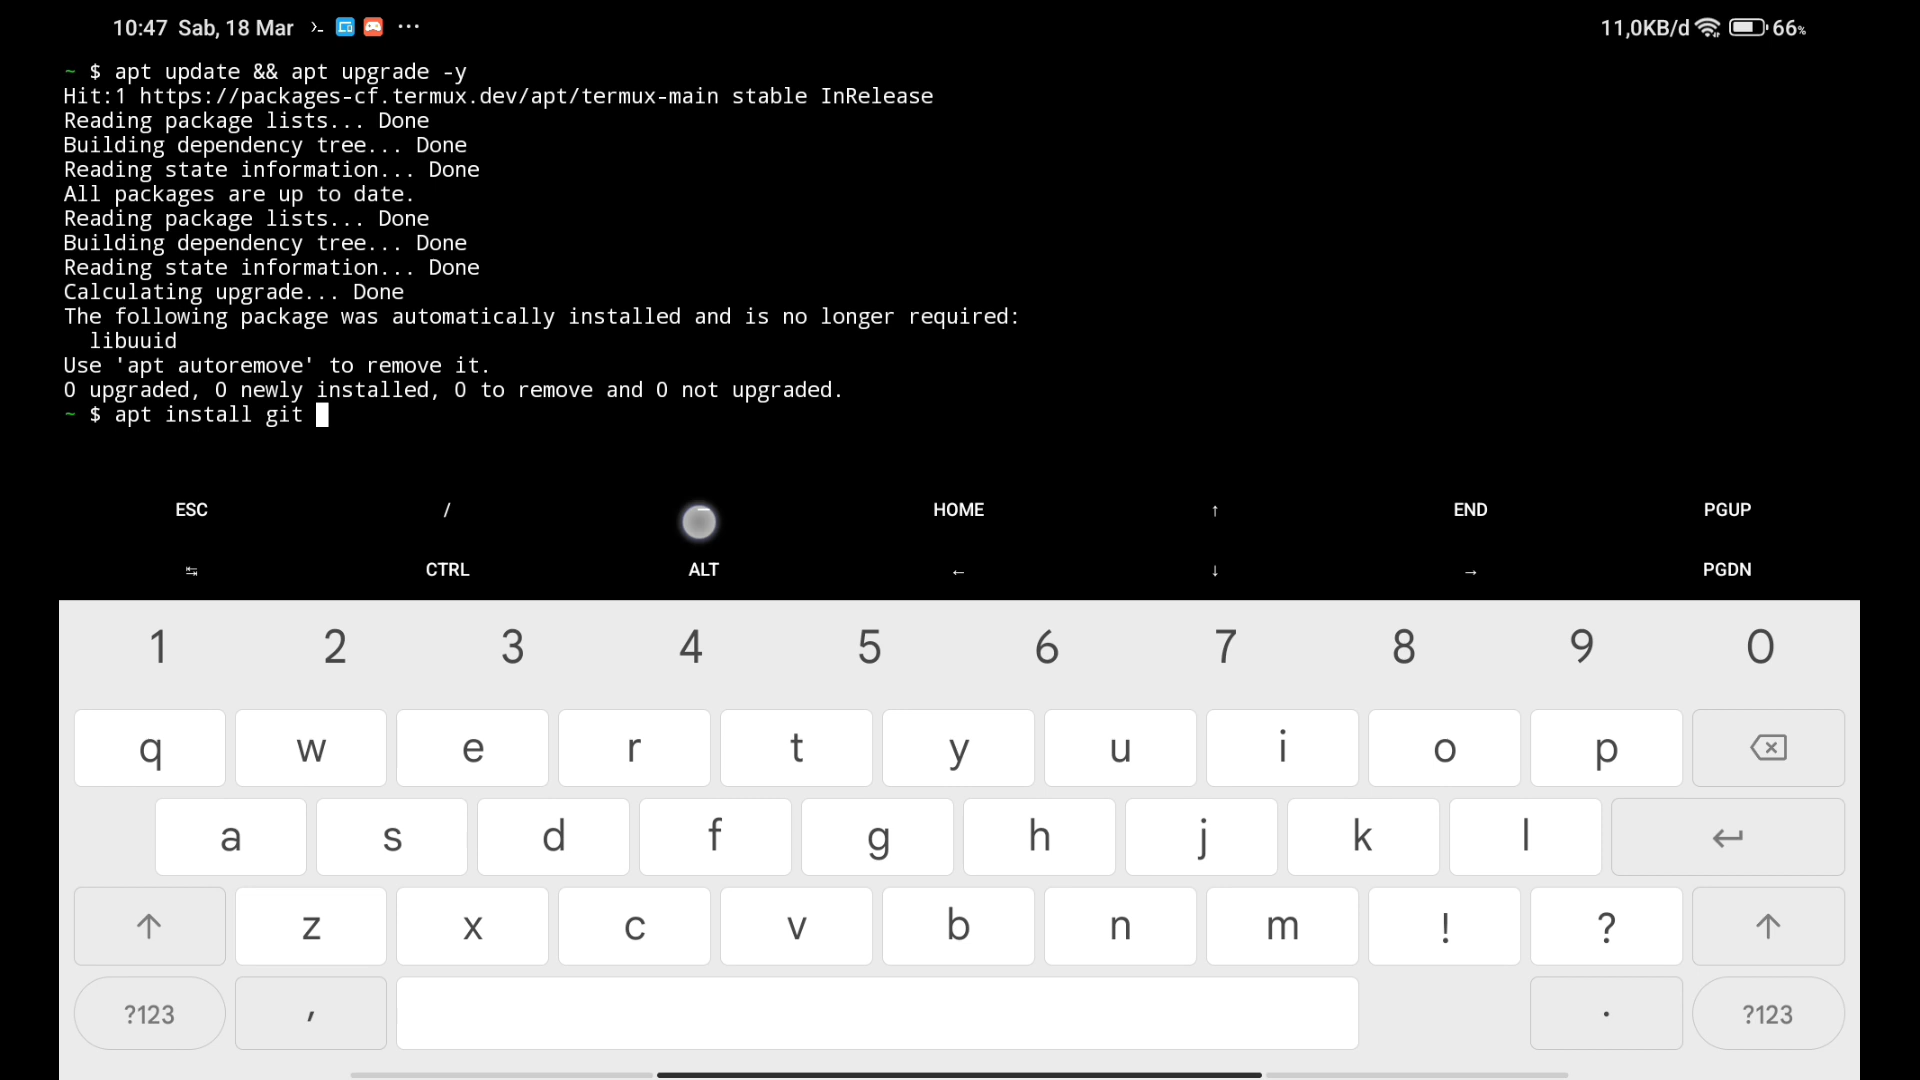 10:47 Sab, 18 Mar
11,0KB/d 66%
~ $ apt update && apt upgrade -y
Hit:1 https://packages-cf.termux.dev/apt/termux-main stable InRelease
Reading package lists... Done
Building dependency tree... Done
Reading state information... Done
All packages are up to date.
Reading package lists... Done
Building dependency tree... Done
Reading state information... Done
Calculating upgrade... Done
The following package was automatically installed and is no longer required:
  libuuid
Use 'apt autoremove' to remove it.
0 upgraded, 0 newly installed, 0 to remove and 0 not upgraded.
~ $ apt install git
ESC / HOME ↑ END PGUP
↹ CTRL ALT ← ↓ → PGDN
1 2 3 4 5 6 7 8 9 0
q w e r t y u i o p
a s d f g h j k l
z x c v b n m ! ?
?123 , . ?123